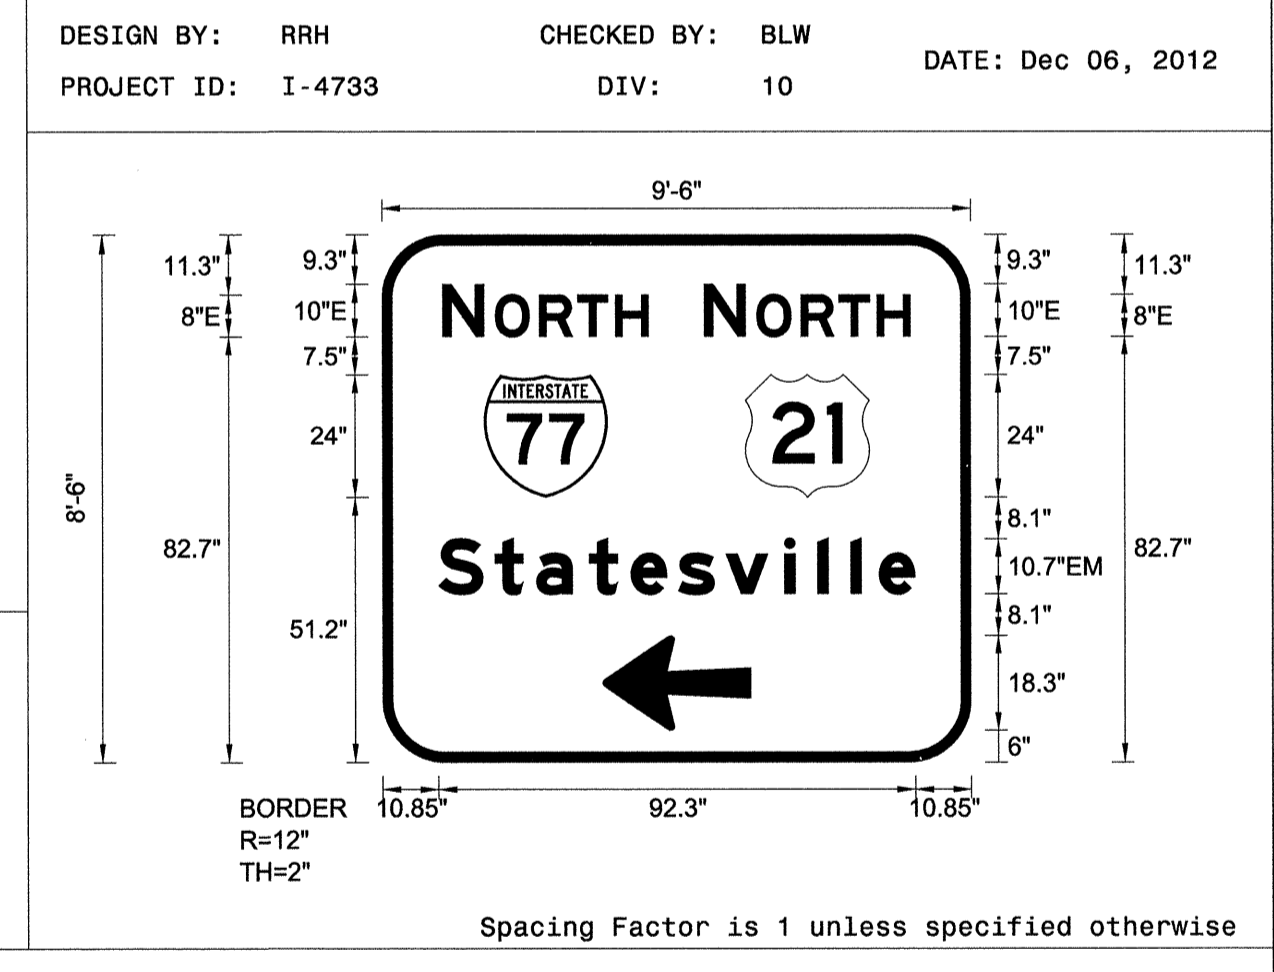 DESIGN BY: RRH CHECKED BY: BLW
DATE: Dec 06, 2012
PROJECT ID: I-4733 DIV: 10
9'-6"
11.3" 9.3" 9.3" 11.3"
8"E 10"E NORTH NORTH 10"E 8"E
7.5" 7.5"
INTERSTATE
24" 77 21 24"
8'-6"
8.1"
82.7" 82.7"
Statesville 10.7"EM
8.1"
51.2"
18.3"
6"
BORDER 10.85" 92.3" 10.85"
R=12"
TH=2"
Spacing Factor is 1 unless specified otherwise